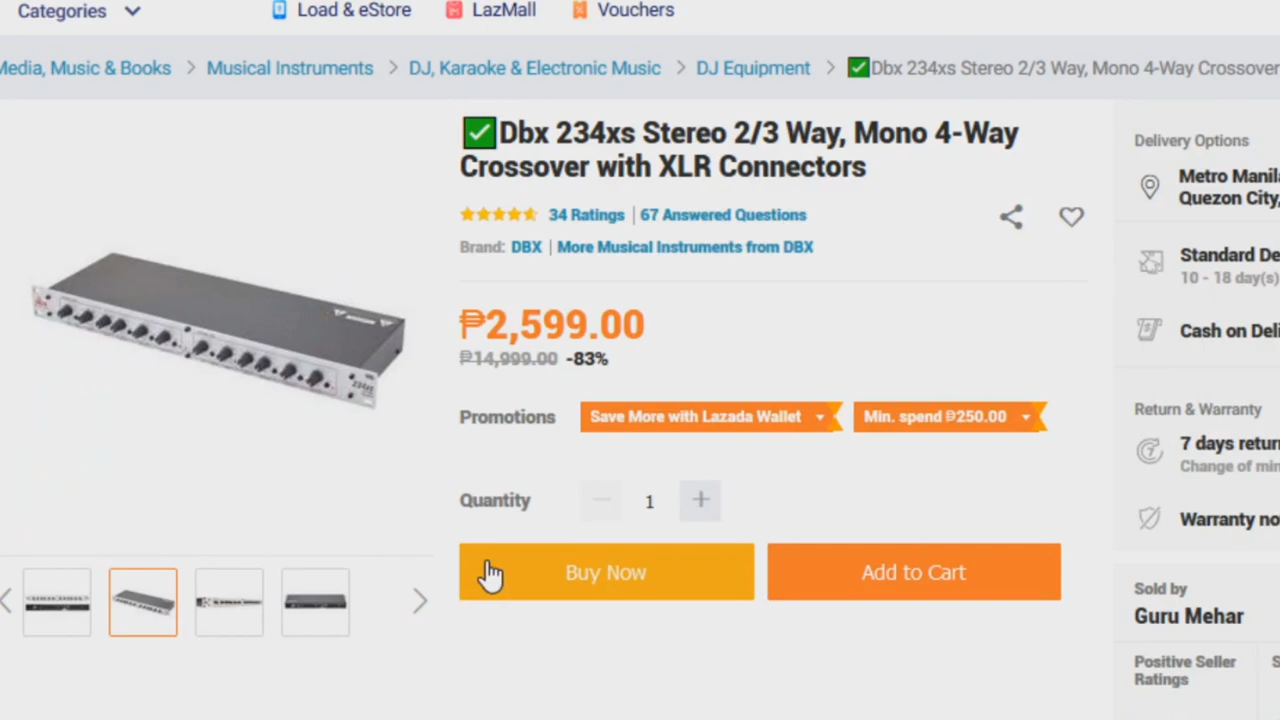 Categories
Load & eStore
LazMall
Vouchers
Media, Music & Books > Musical Instruments > DJ, Karaoke & Electronic Music > DJ Equipment > ✅Dbx 234xs Stereo 2/3 Way, Mono 4-Way Crossover
✅Dbx 234xs Stereo 2/3 Way, Mono 4-Way
Crossover with XLR Connectors
34 Ratings | 67 Answered Questions
Brand: DBX | More Musical Instruments from DBX
₱2,599.00
₱14,999.00 -83%
Promotions
Save More with Lazada Wallet
Min. spend ₱250.00
Quantity
1
Buy Now
Add to Cart
Delivery Options
Metro Manila
Quezon City,
Standard De
10 - 18 day(s)
Cash on Deli
Return & Warranty
7 days retur
Change of min
Warranty no
Sold by
Guru Mehar
Positive Seller
Ratings
S